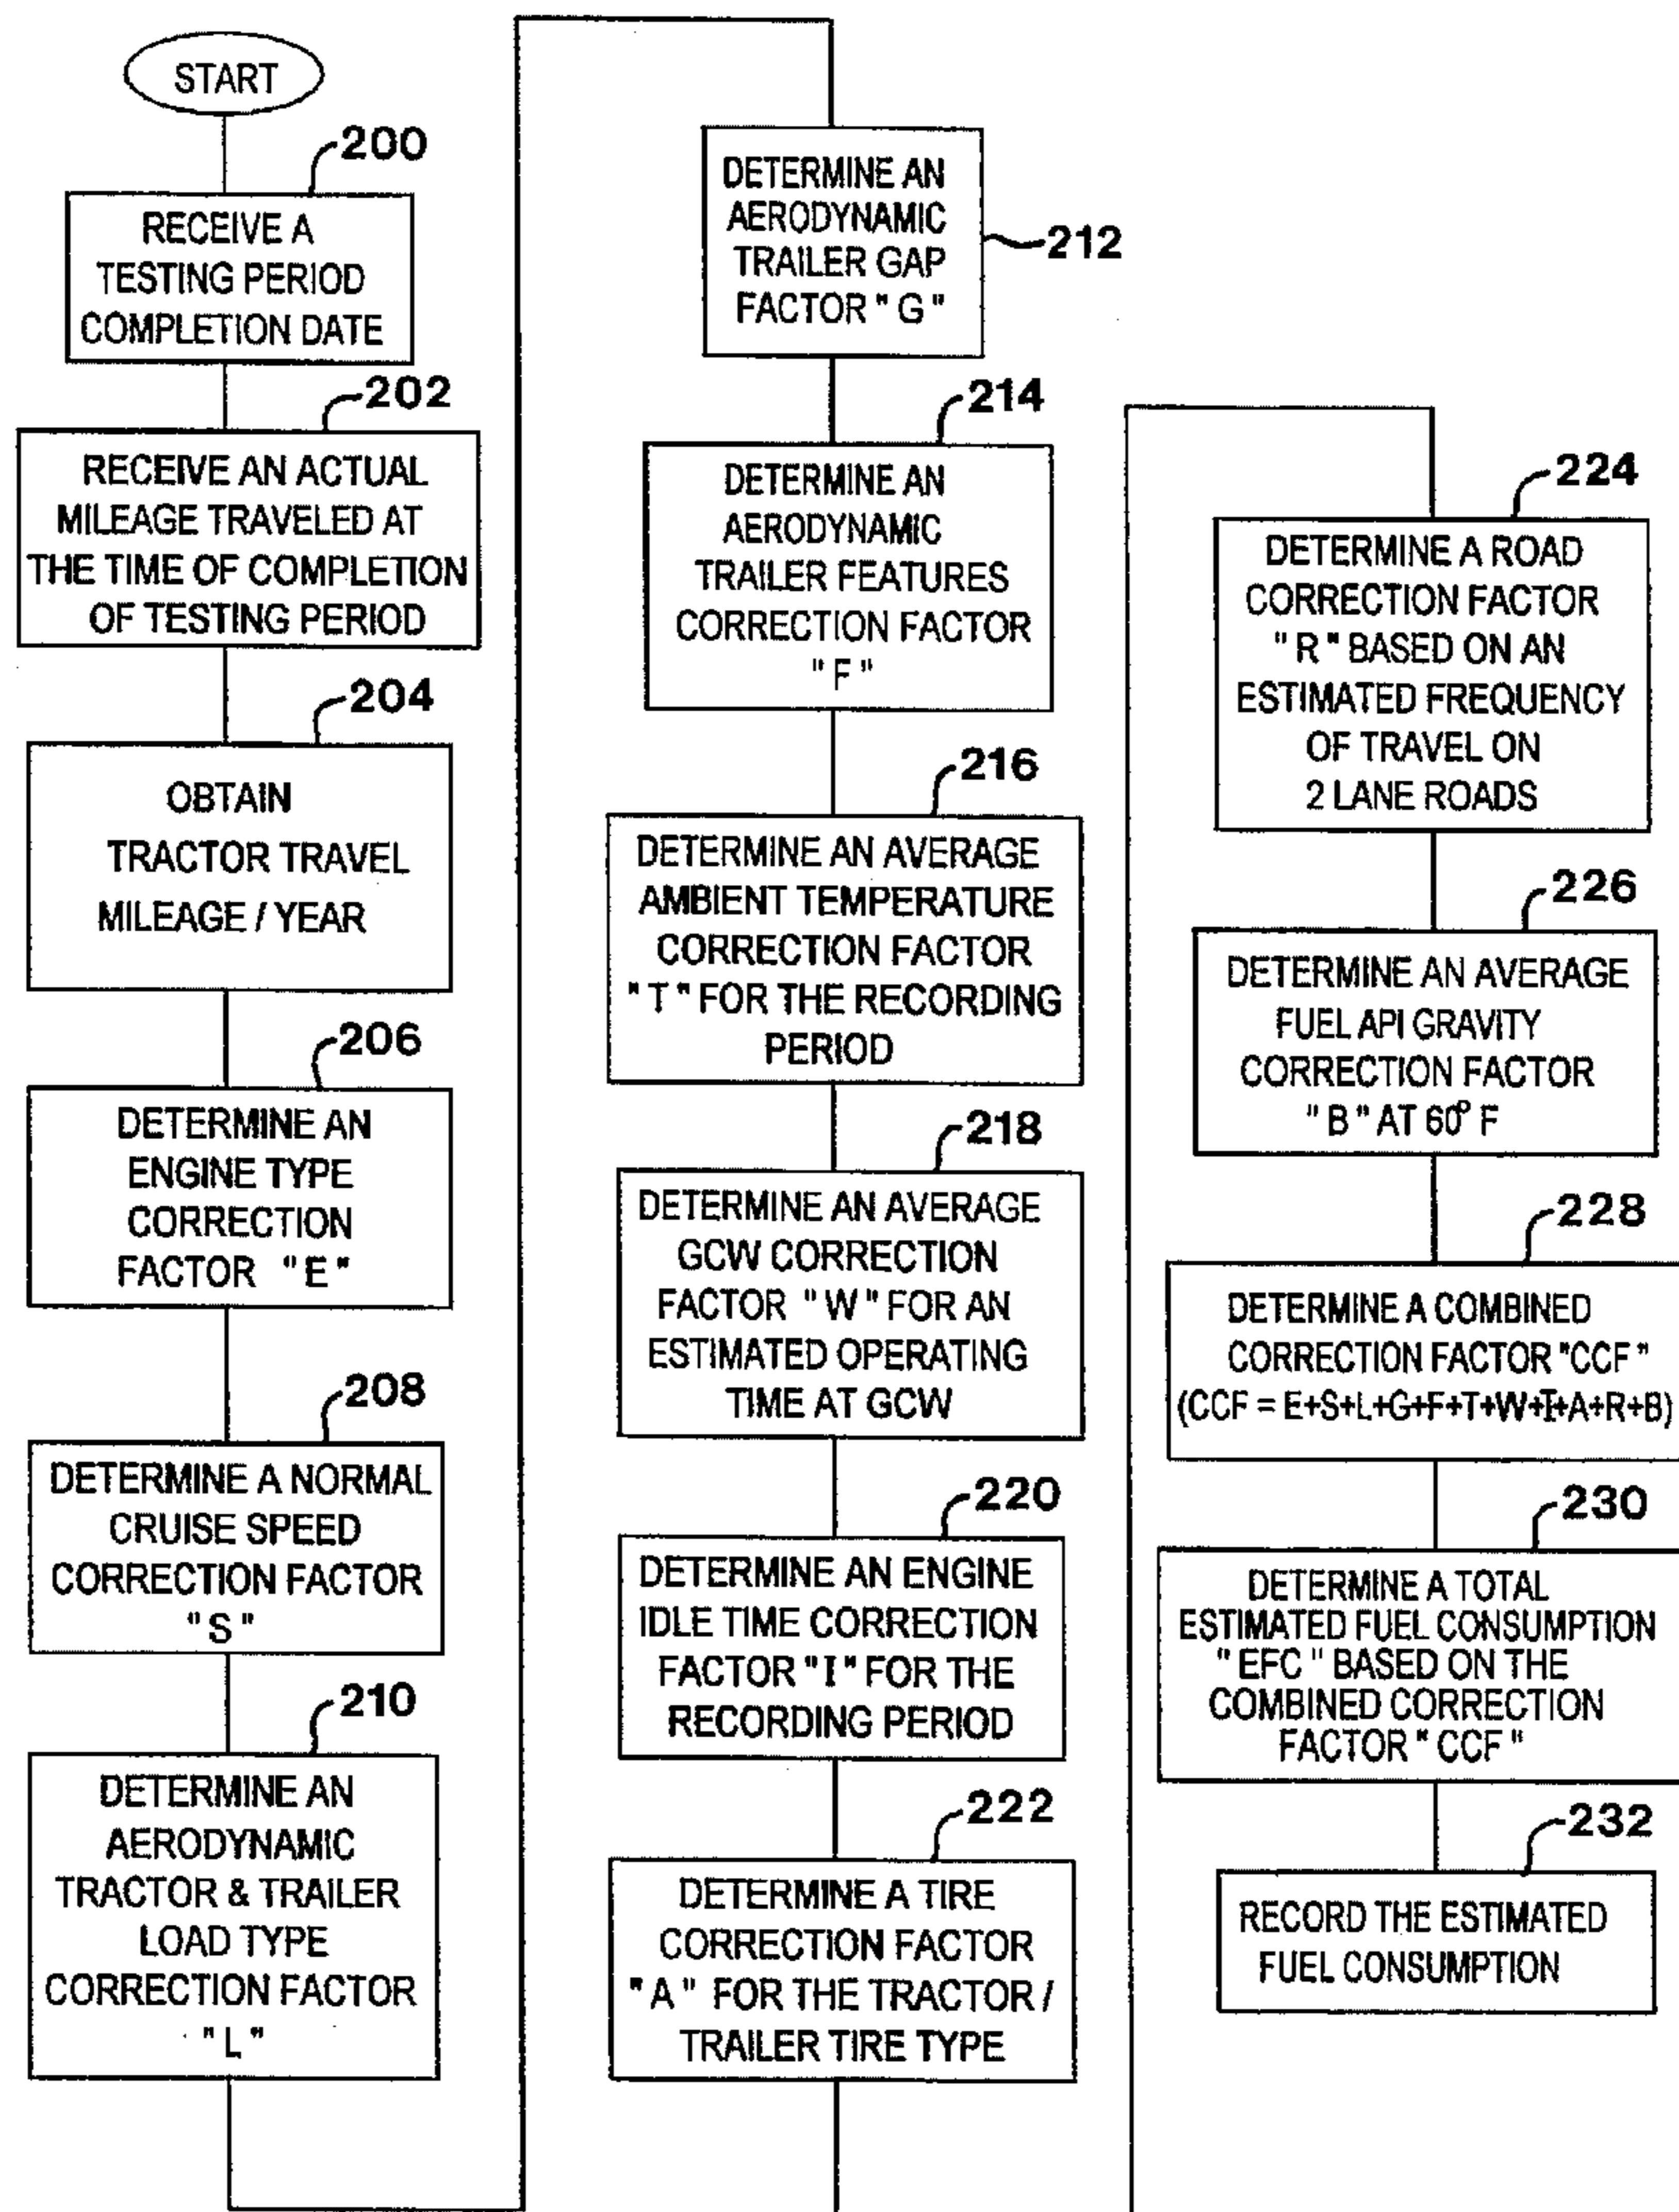 START
200
RECEIVE A
TESTING PERIOD
COMPLETION DATE
202
RECEIVE AN ACTUAL
MILEAGE TRAVELED AT
THE TIME OF COMPLETION
OF TESTING PERIOD
204
OBTAIN
TRACTOR TRAVEL
MILEAGE / YEAR
206
DETERMINE AN
ENGINE TYPE
CORRECTION
FACTOR "E"
208
DETERMINE A NORMAL
CRUISE SPEED
CORRECTION FACTOR
"S"
210
DETERMINE AN
AERODYNAMIC
TRACTOR & TRAILER
LOAD TYPE
CORRECTION FACTOR
"L"
212
DETERMINE AN
AERODYNAMIC
TRAILER GAP
FACTOR "G"
214
DETERMINE AN
AERODYNAMIC
TRAILER FEATURES
CORRECTION FACTOR
"F"
216
DETERMINE AN AVERAGE
AMBIENT TEMPERATURE
CORRECTION FACTOR
"T" FOR THE RECORDING
PERIOD
218
DETERMINE AN AVERAGE
GCW CORRECTION
FACTOR "W" FOR AN
ESTIMATED OPERATING
TIME AT GCW
220
DETERMINE AN ENGINE
IDLE TIME CORRECTION
FACTOR "I" FOR THE
RECORDING PERIOD
222
DETERMINE A TIRE
CORRECTION FACTOR
"A" FOR THE TRACTOR /
TRAILER TIRE TYPE
224
DETERMINE A ROAD
CORRECTION FACTOR
"R" BASED ON AN
ESTIMATED FREQUENCY
OF TRAVEL ON
2 LANE ROADS
226
DETERMINE AN AVERAGE
FUEL API GRAVITY
CORRECTION FACTOR
"B" AT 60° F
228
DETERMINE A COMBINED
CORRECTION FACTOR "CCF"
(CCF = E+S+L+G+F+T+W+I+A+R+B)
230
DETERMINE A TOTAL
ESTIMATED FUEL CONSUMPTION
"EFC" BASED ON THE
COMBINED CORRECTION
FACTOR "CCF"
232
RECORD THE ESTIMATED
FUEL CONSUMPTION